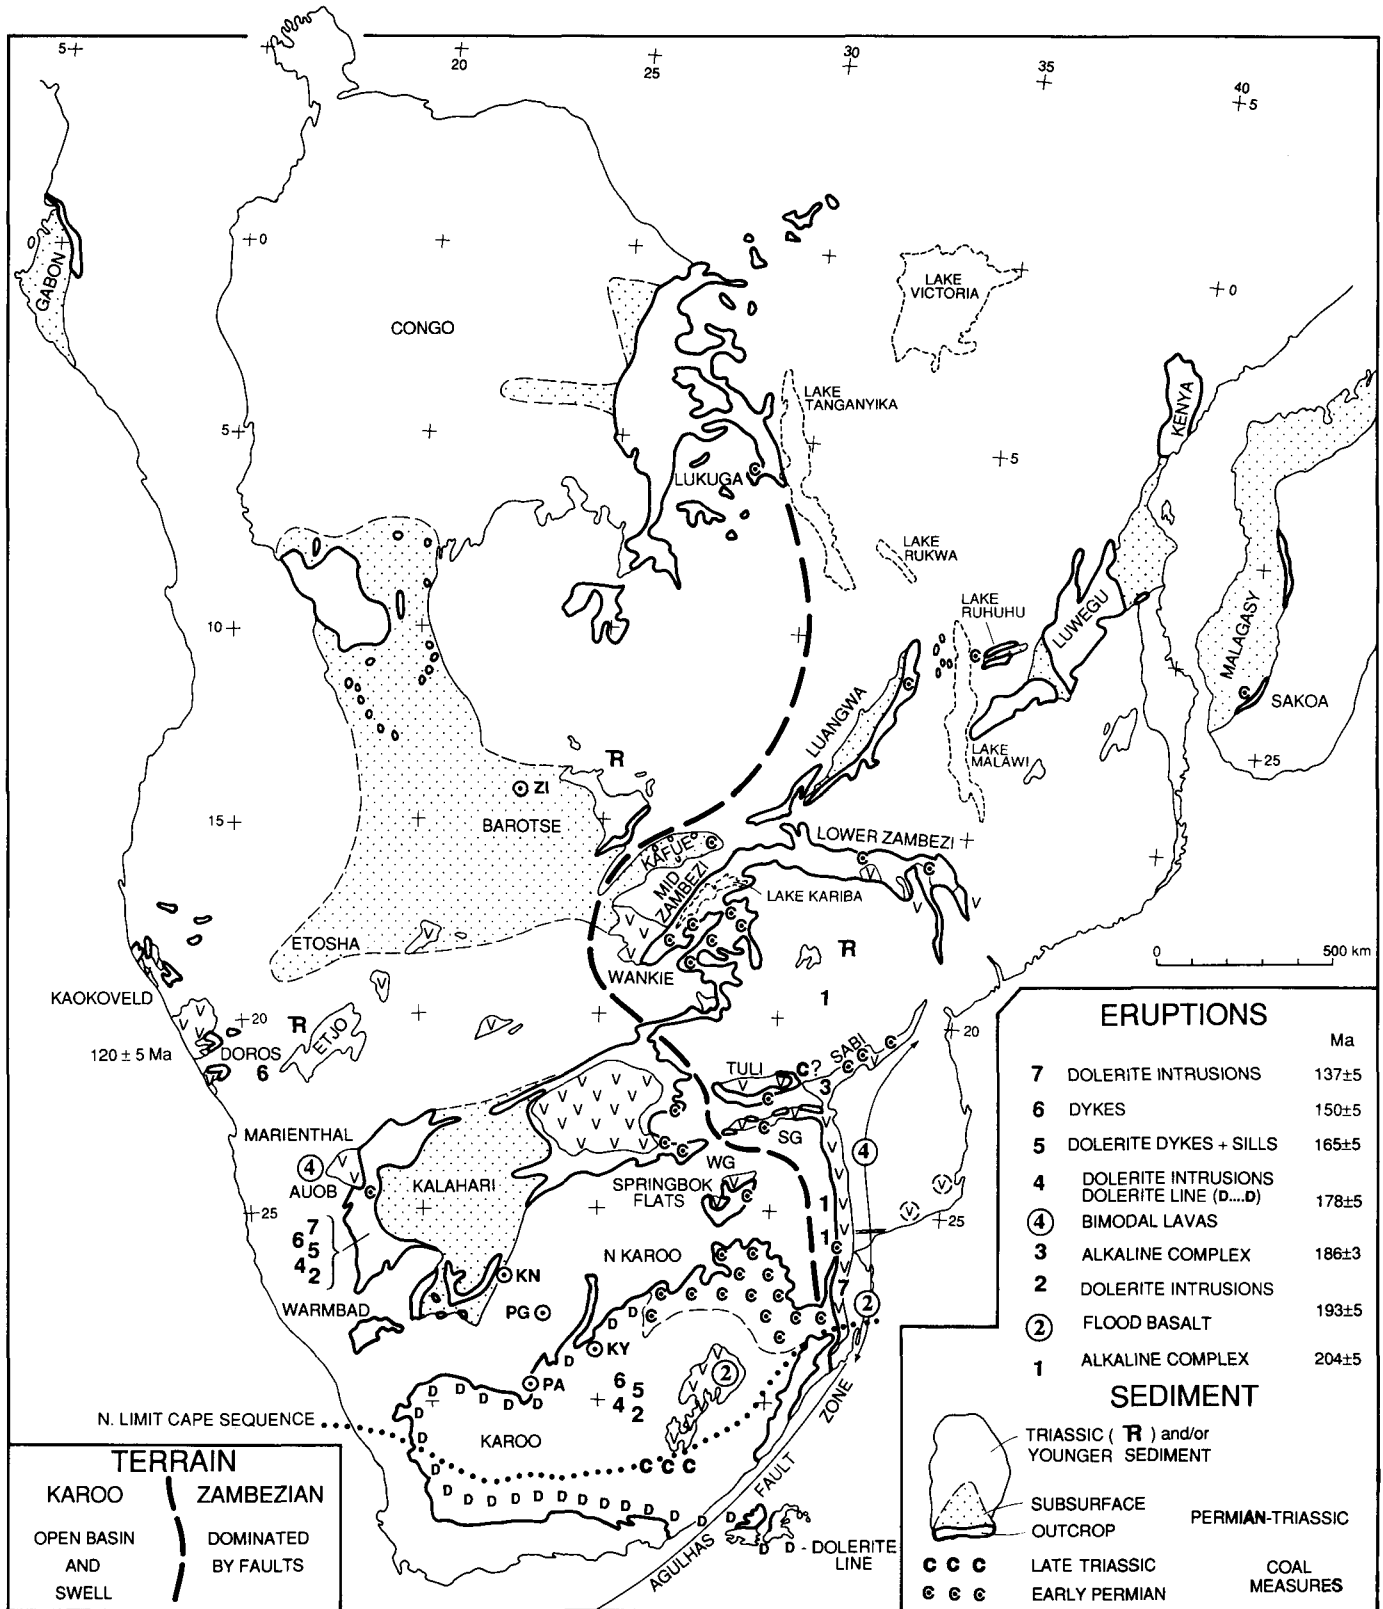 5
20
25
30
35
40
5
0
0
GABON
CONGO
LAKE
VICTORIA
LAKE
TANGANYIKA
KENYA
5
5
LUKUGA
LAKE
RUKWA
LAKE
RUHUHU
LUWEGU
MALAGASY
10
SAKOA
LUANGWA
LAKE
MALAWI
25
R
ZI
BAROTSE
15
KAFUE
LOWER ZAMBEZI
MID
ZAMBEZI
LAKE KARIBA
ETOSHA
WANKIE
R
0 500 km
KAOKOVELD
1
20
R
ETJO
20
120 ± 5 Ma
DOROS
6
TULI
C?
3
SABI
MARIENTHAL
SG
4
4
AUOB
KALAHARI
WG
SPRINGBOK
FLATS
25
25
1
1
7
6 5
4 2
N KAROO
KN
7
WARMBAD
PG
2
KY
PA
6 5
4 2
2
N. LIMIT CAPE SEQUENCE
KAROO
C C C
AGULHAS FAULT ZONE
D D - DOLERITE
LINE
TERRAIN
KAROO ZAMBEZIAN
OPEN BASIN DOMINATED
AND BY FAULTS
SWELL
ERUPTIONS
Ma
7 DOLERITE INTRUSIONS 137±5
6 DYKES 150±5
5 DOLERITE DYKES + SILLS 165±5
4 DOLERITE INTRUSIONS
DOLERITE LINE (D....D) 178±5
4 BIMODAL LAVAS
3 ALKALINE COMPLEX 186±3
2 DOLERITE INTRUSIONS
193±5
2 FLOOD BASALT
1 ALKALINE COMPLEX 204±5
SEDIMENT
TRIASSIC ( R ) and/or
YOUNGER SEDIMENT
SUBSURFACE
PERMIAN-TRIASSIC
OUTCROP
C C C LATE TRIASSIC COAL
C C C EARLY PERMIAN MEASURES